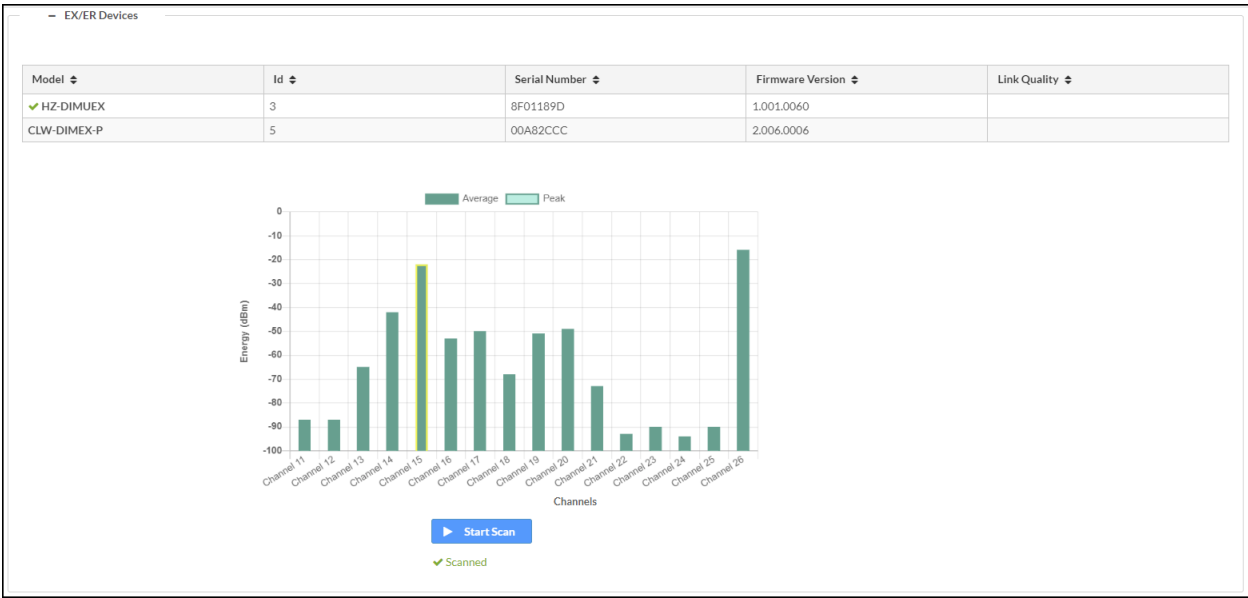 − EX/ER Devices
Model Id Serial Number Firmware Version Link Quality
HZ-DIMUEX 3 8F01189D 1.001.0060
CLW-DIMEX-P 5 00A82CCC 2.006.0006
Average Peak
0
-10
-20
-30
-40
-50
-60
-70
-80
-90
-100
Energy (dBm)
Channel 11 Channel 12 Channel 13 Channel 14 Channel 15 Channel 16 Channel 17 Channel 18 Channel 19 Channel 20 Channel 21 Channel 22 Channel 23 Channel 24 Channel 25 Channel 26
Channels
Start Scan
Scanned